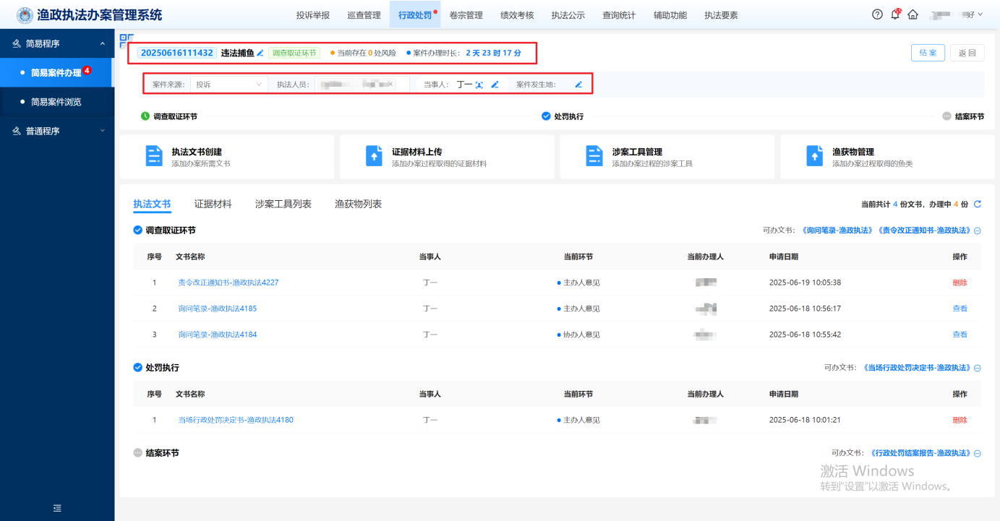 渔政执法办案管理系统
投诉举报 巡查管理 行政处罚 卷宗管理 绩效考核 执法公示 查询统计 辅助功能 执法要素 好
简易程序
简易案件办理 4
简易案件浏览
普通程序
20250616111432 违法捕鱼 调查取证环节 当前存在0处风险 案件办理时长: 2 天 23 时 17 分 结 案 返 回
案件来源: 投诉 执法人员: 当事人: 丁一 案件发生地:
调查取证环节 处罚执行 结案环节
执法文书创建
添加办案所需文书
证据材料上传
添加办案过程取得的证据材料
涉案工具管理
添加办案过程的涉案工具
渔获物管理
添加办案过程取得的鱼类
执法文书 证据材料 涉案工具列表 渔获物列表 当前共计 4 份文书, 办理中 4 份
调查取证环节 可办文书: 《询问笔录-渔政执法》 《责令改正通知书-渔政执法》
序号 文书名称 当事人 当前环节 当前办理人 申请日期 操作
1 责令改正通知书-渔政执法4227 丁一 主办人意见 2025-06-19 10:05:38 删除
2 询问笔录-渔政执法4185 丁一 主办人意见 2025-06-18 10:56:17 查看
3 询问笔录-渔政执法4184 丁一 协办人意见 2025-06-18 10:55:42 查看
处罚执行 可办文书: 《当场行政处罚决定书-渔政执法》
序号 文书名称 当事人 当前环节 当前办理人 申请日期 操作
1 当场行政处罚决定书-渔政执法4180 丁一 主办人意见 2025-06-18 10:01:21 删除
结案环节 可办文书: 《行政处罚结案报告-渔政执法》
激活 Windows
转到"设置"以激活 Windows。